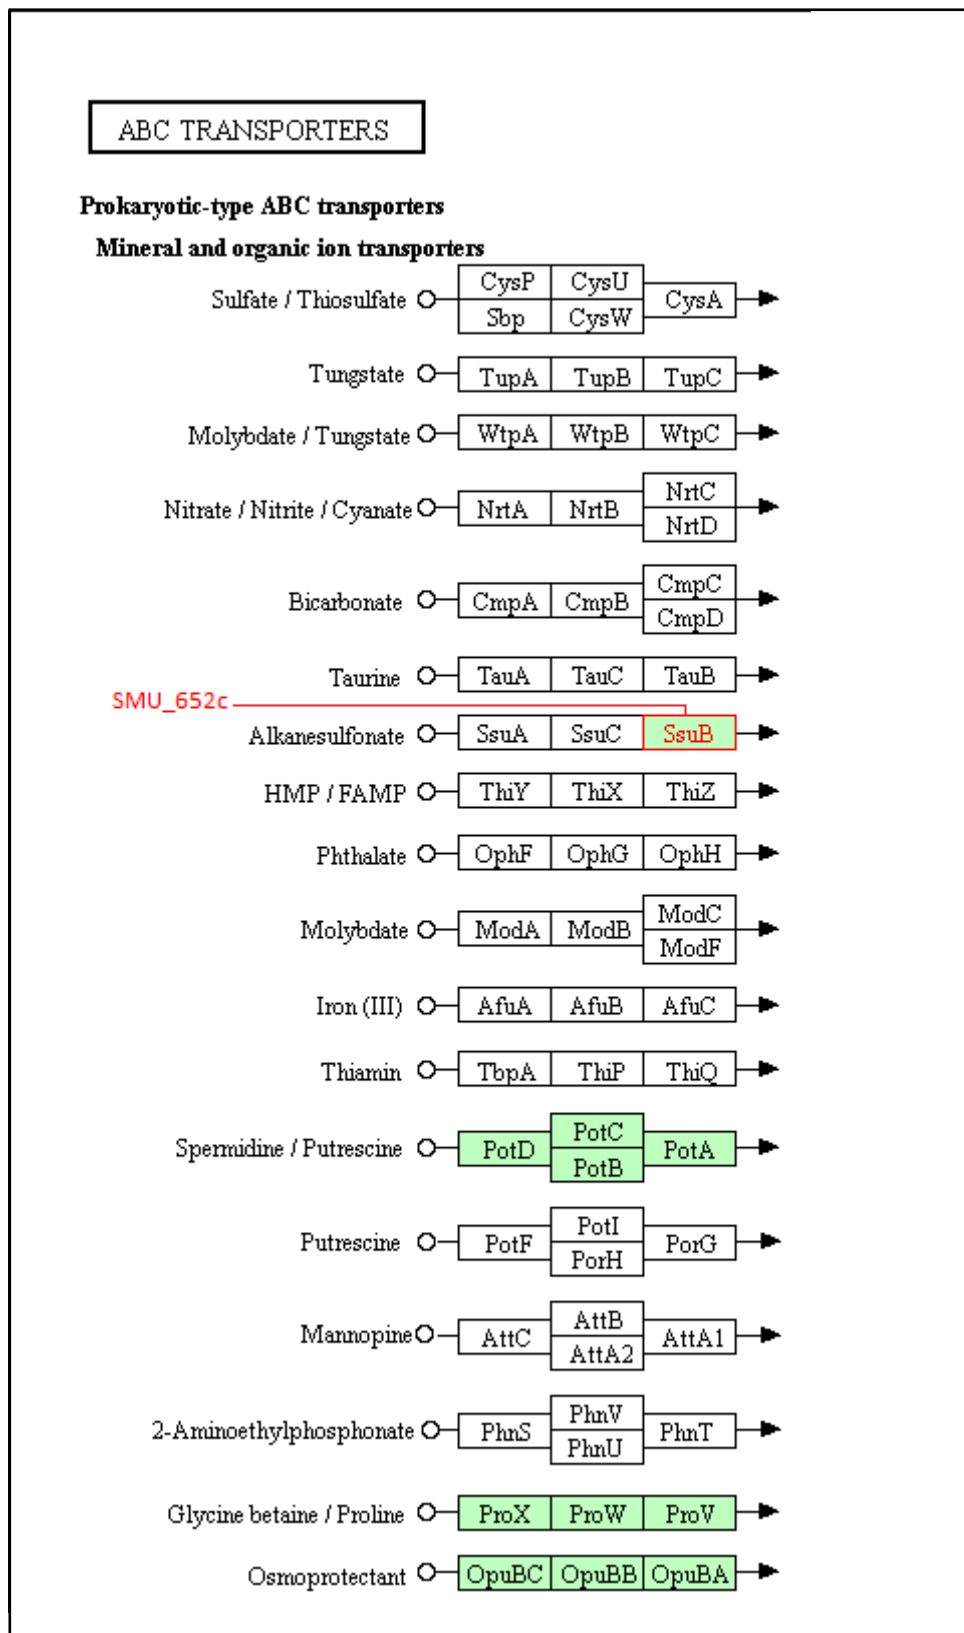 ABC TRANSPORTERS
Prokaryotic-type ABC transporters
Mineral and organic ion transporters
Sulfate / Thiosulfate CysP CysU CysA
Sbp CysW
Tungstate TupA TupB TupC
Molybdate / Tungstate WtpA WtpB WtpC
Nitrate / Nitrite / Cyanate NrtA NrtB NrtC
NrtD
Bicarbonate CmpA CmpB CmpC
CmpD
Taurine TauA TauC TauB
SMU_652c
Alkanesulfonate SsuA SsuC SsuB
HMP / FAMP ThiY ThiX ThiZ
Phthalate OphF OphG OphH
Molybdate ModA ModB ModC
ModF
Iron (III) AfuA AfuB AfuC
Thiamin TbpA ThiP ThiQ
Spermidine / Putrescine PotD PotC PotA
PotB
Putrescine PotF PotI PorG
PorH
Mannopine AttC AttB AttA1
AttA2
2-Aminoethylphosphonate PhnS PhnV PhnT
PhnU
Glycine betaine / Proline ProX ProW ProV
Osmoprotectant OpuBC OpuBB OpuBA